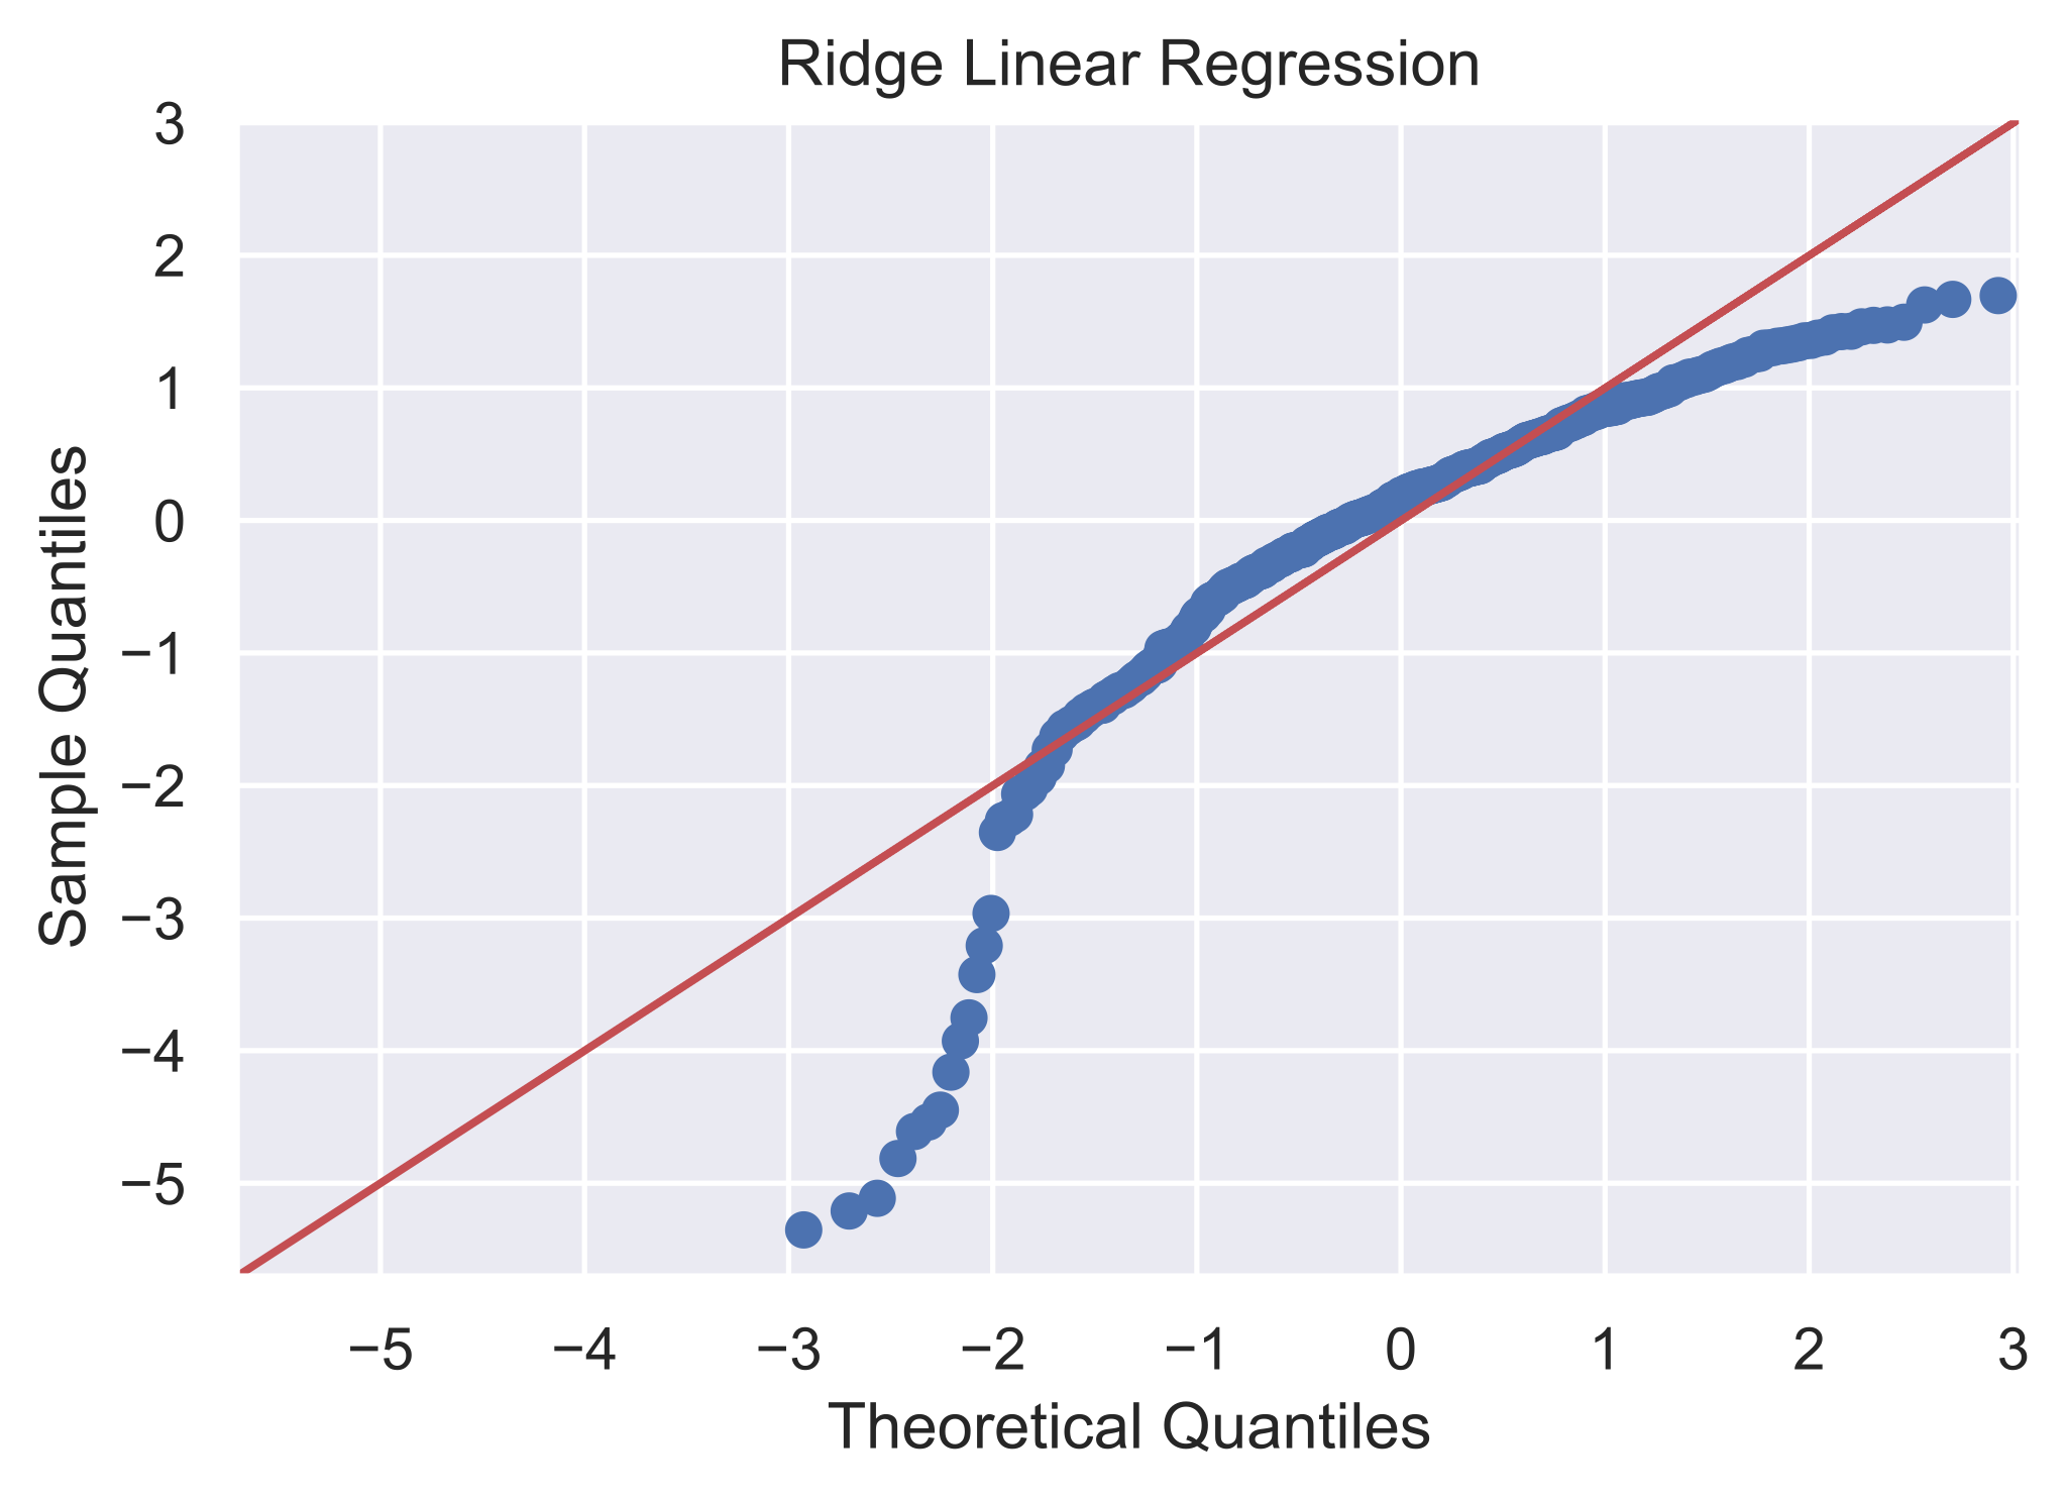 Ridge Linear Regression
3
2
1
0
−1
−2
−3
−4
−5
Sample Quantiles
−5 −4 −3 −2 −1 0 1 2 3
Theoretical Quantiles